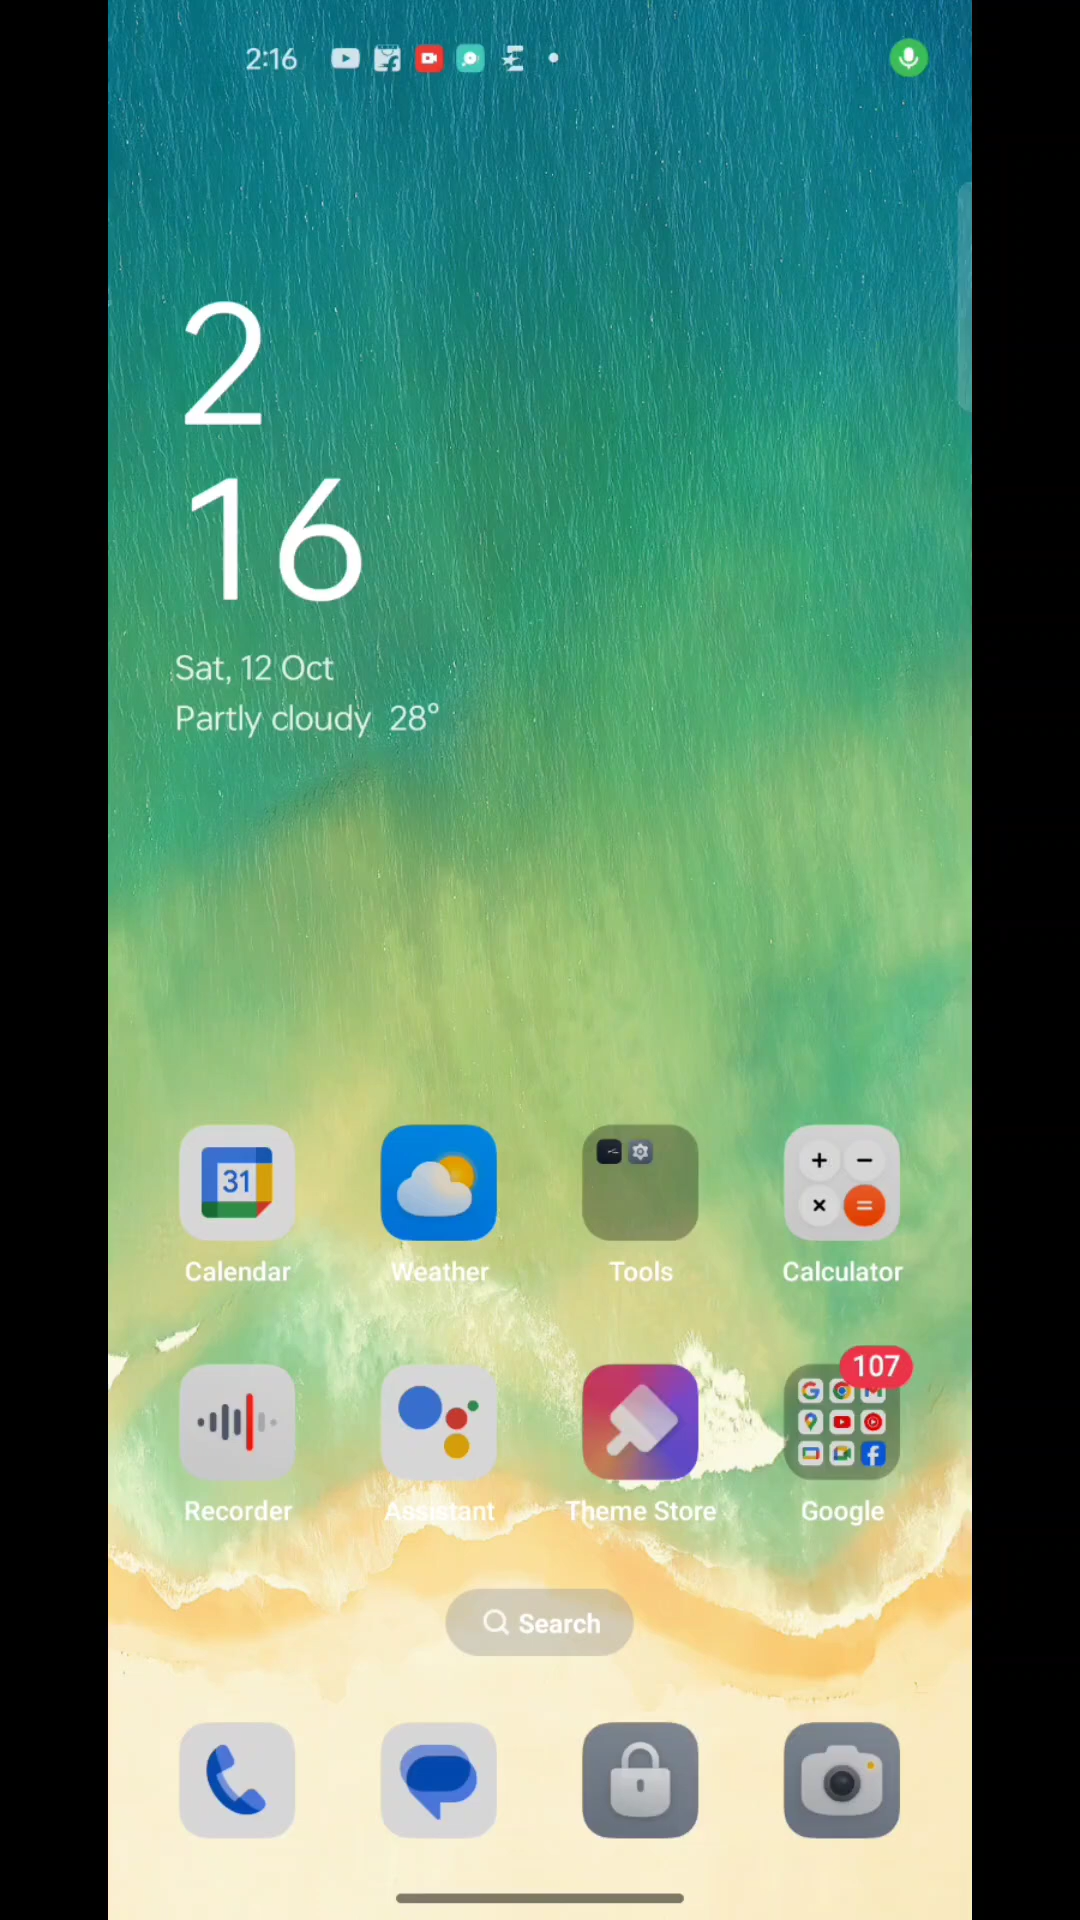 2:16
2
16
Sat, 12 Oct
Partly cloudy 28°
31
Calendar
Weather
Tools
Calculator
107
Recorder
Assistant
Theme Store
Google
Search